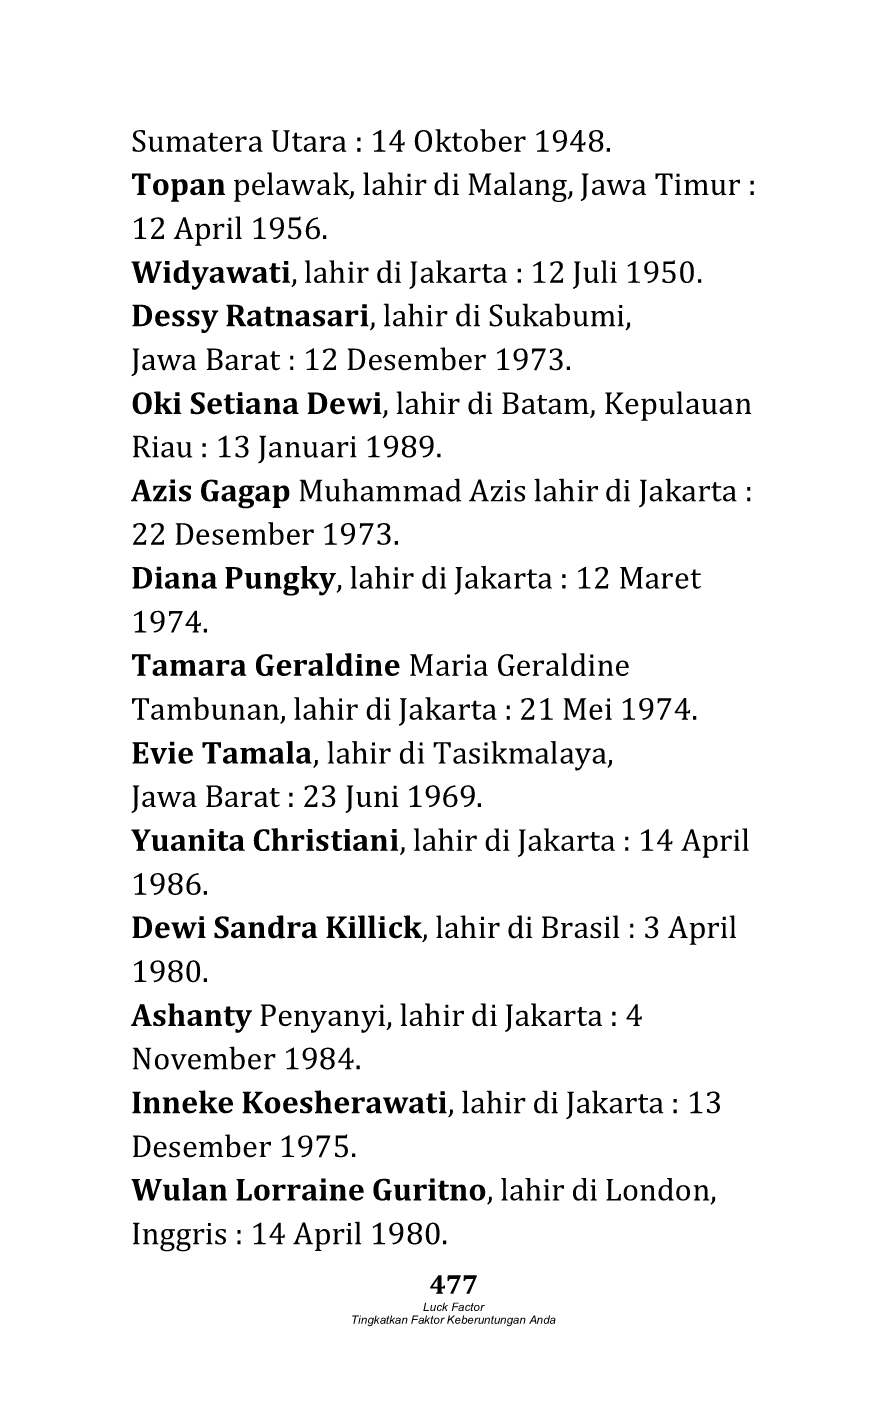 Sumatera Utara : 14 Oktober 1948.
Topan pelawak, lahir di Malang, Jawa Timur :
12 April 1956.
Widyawati, lahir di Jakarta : 12 Juli 1950.
Dessy Ratnasari, lahir di Sukabumi,
Jawa Barat : 12 Desember 1973.
Oki Setiana Dewi, lahir di Batam, Kepulauan
Riau : 13 Januari 1989.
Azis Gagap Muhammad Azis lahir di Jakarta :
22 Desember 1973.
Diana Pungky, lahir di Jakarta : 12 Maret
1974.
Tamara Geraldine Maria Geraldine
Tambunan, lahir di Jakarta : 21 Mei 1974.
Evie Tamala, lahir di Tasikmalaya,
Jawa Barat : 23 Juni 1969.
Yuanita Christiani, lahir di Jakarta : 14 April
1986.
Dewi Sandra Killick, lahir di Brasil : 3 April
1980.
Ashanty Penyanyi, lahir di Jakarta : 4
November 1984.
Inneke Koesherawati, lahir di Jakarta : 13
Desember 1975.
Wulan Lorraine Guritno, lahir di London,
Inggris : 14 April 1980.
477
Luck Factor
Tingkatkan Faktor Keberuntungan Anda